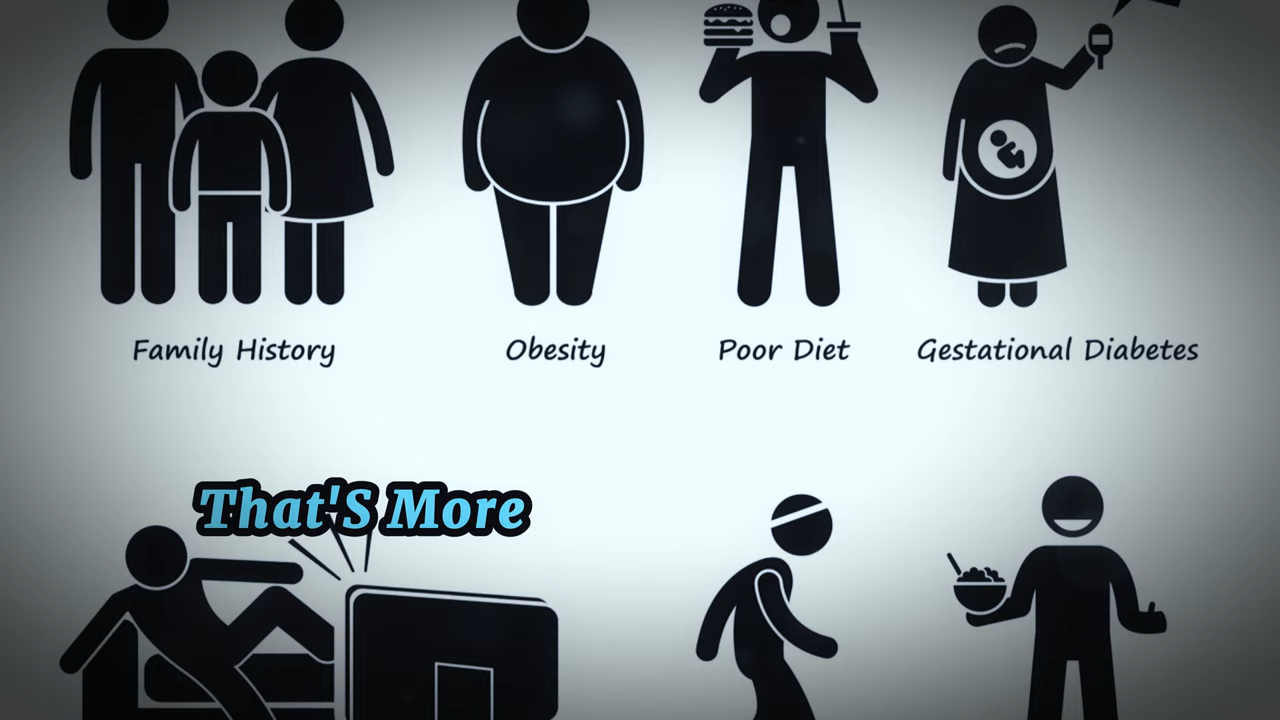 Family History
Obesity
Poor Diet
Gestational Diabetes
That'S More